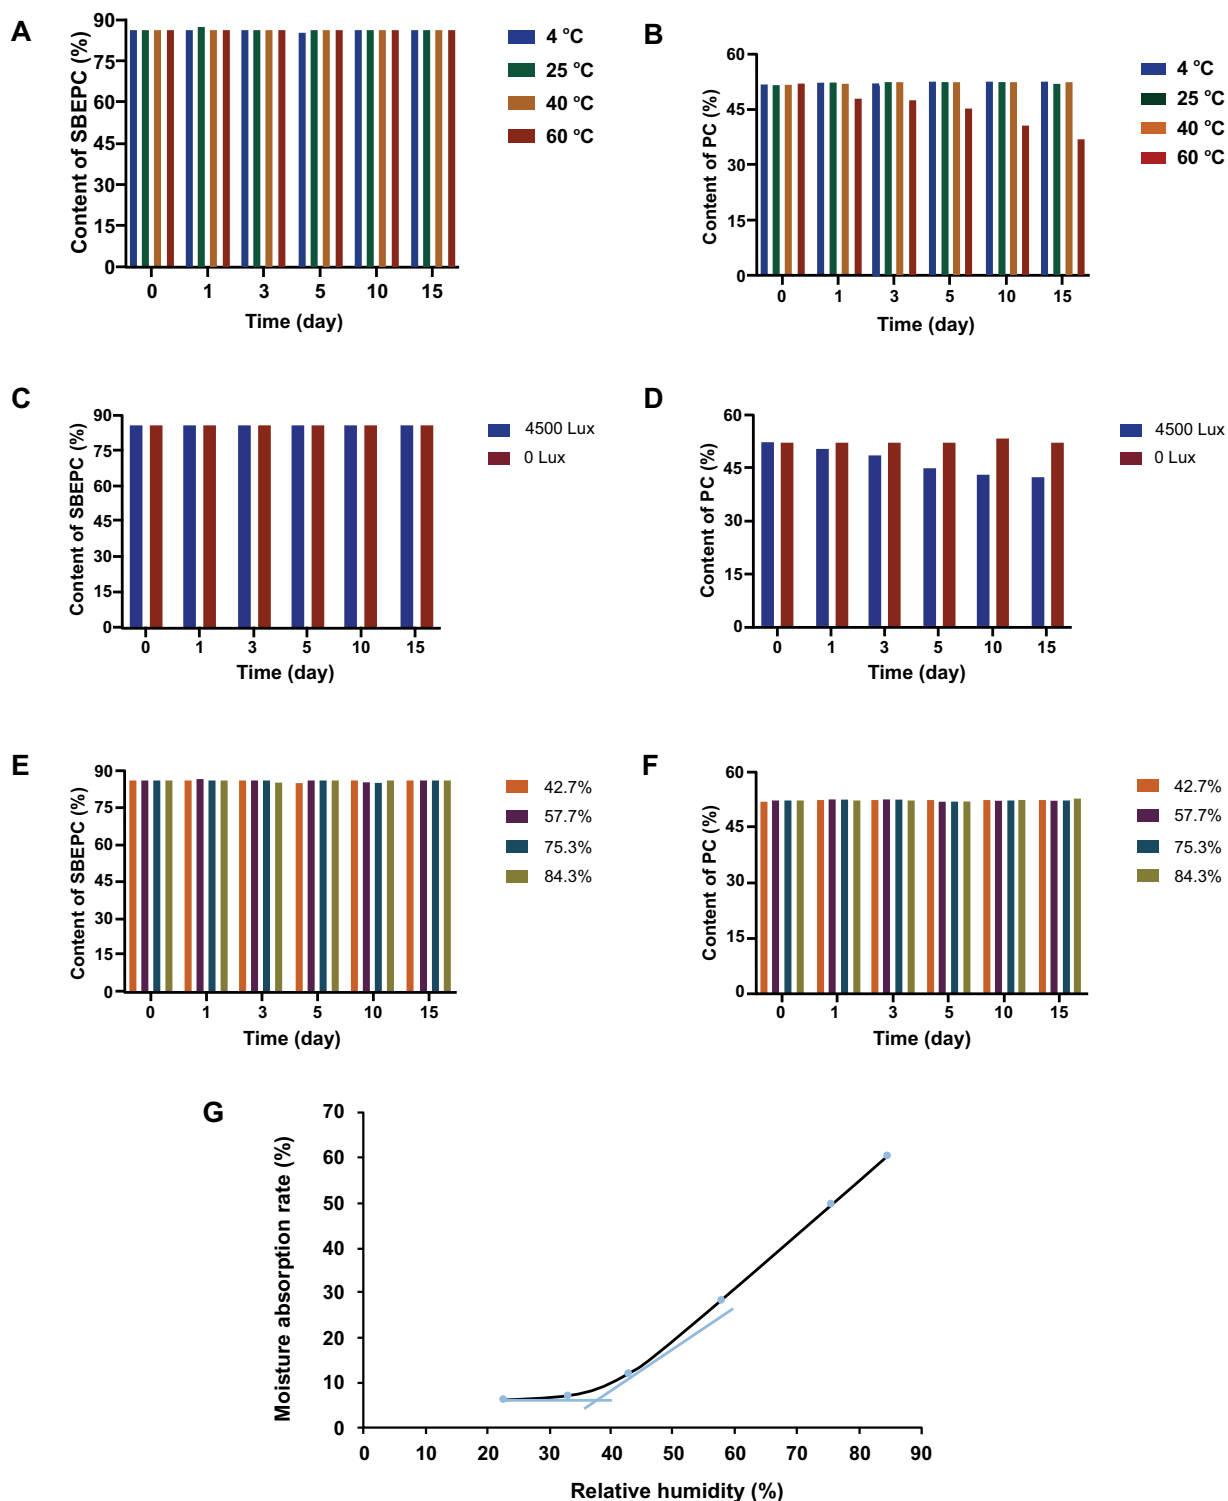 A
Content of SBEPC (%)
90
75
60
45
30
15
0
0 1 3 5 10 15
Time (day)
4 °C
25 °C
40 °C
60 °C
B
Content of PC (%)
60
45
30
15
0
0 1 3 5 10 15
Time (day)
4 °C
25 °C
40 °C
60 °C
C
Content of SBEPC (%)
90
75
60
45
30
15
0
0 1 3 5 10 15
Time (day)
4500 Lux
0 Lux
D
Content of PC (%)
60
45
30
15
0
0 1 3 5 10 15
Time (day)
4500 Lux
0 Lux
E
Content of SBEPC (%)
90
75
60
45
30
15
0
0 1 3 5 10 15
Time (day)
42.7%
57.7%
75.3%
84.3%
F
Content of PC (%)
60
45
30
15
0
0 1 3 5 10 15
Time (day)
42.7%
57.7%
75.3%
84.3%
G
Moisture absorption rate (%)
70
60
50
40
30
20
10
0
0 10 20 30 40 50 60 70 80 90
Relative humidity (%)